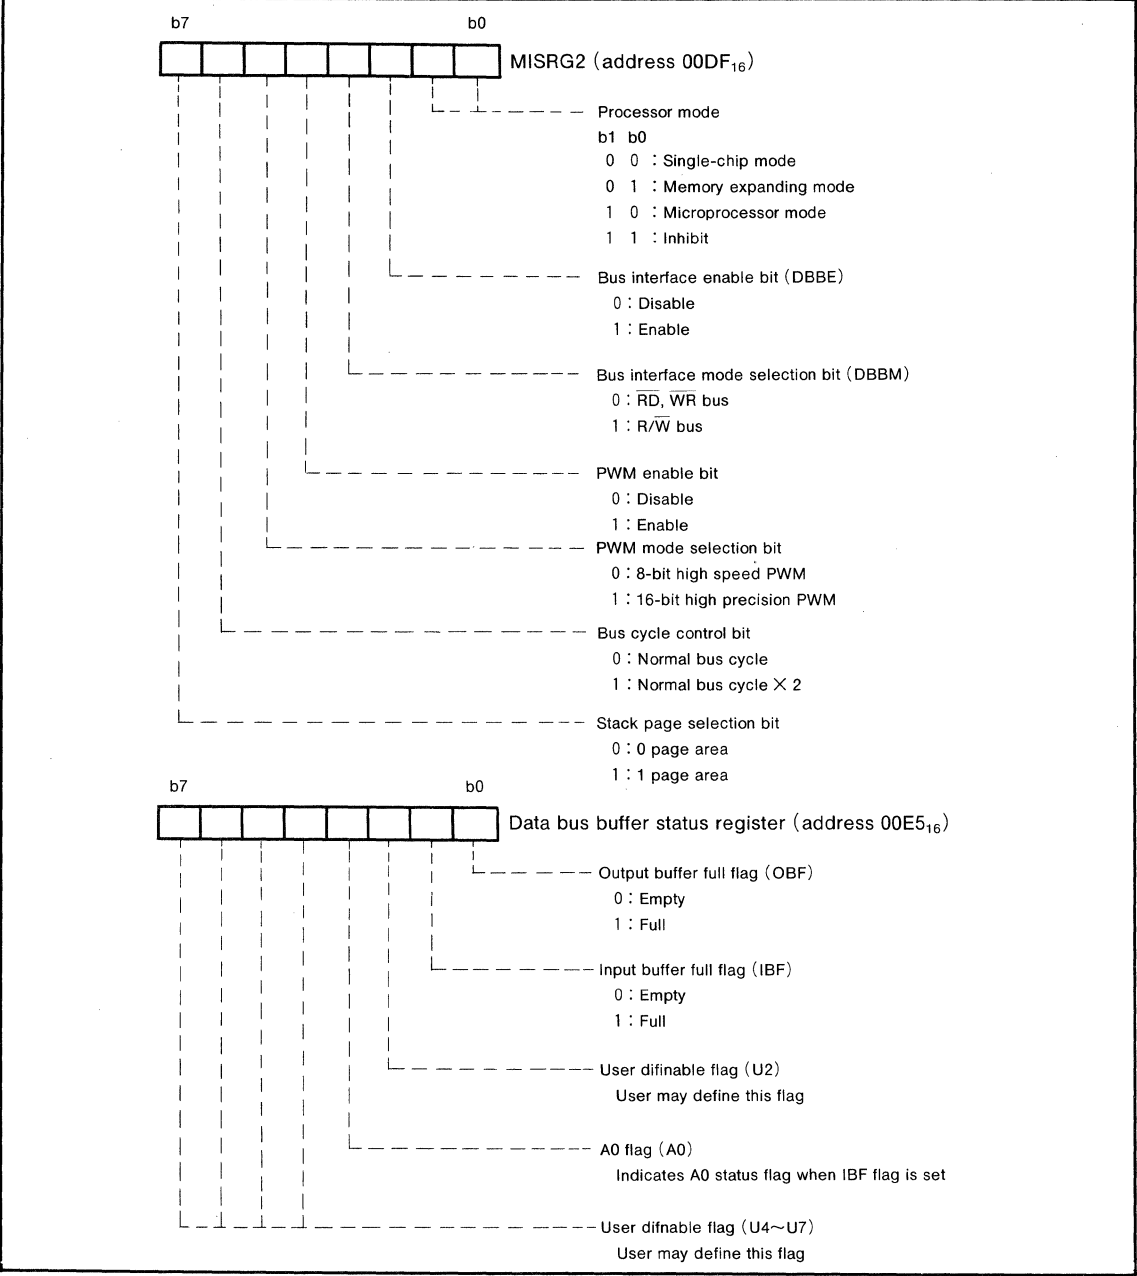 b7 b0
MISRG2 (address 00DF₁₆)
Processor mode
b1 b0
0 0 : Single-chip mode
0 1 : Memory expanding mode
1 0 : Microprocessor mode
1 1 : Inhibit
Bus interface enable bit (DBBE)
0 : Disable
1 : Enable
Bus interface mode selection bit (DBBM)
0 : R̅D̅, W̅R̅ bus
1 : R/W̅ bus
PWM enable bit
0 : Disable
1 : Enable
PWM mode selection bit
0 : 8-bit high speed PWM
1 : 16-bit high precision PWM
Bus cycle control bit
0 : Normal bus cycle
1 : Normal bus cycle × 2
Stack page selection bit
0 : 0 page area
1 : 1 page area
b7 b0
Data bus buffer status register (address 00E5₁₆)
Output buffer full flag (OBF)
0 : Empty
1 : Full
Input buffer full flag (IBF)
0 : Empty
1 : Full
User difinable flag (U2)
User may define this flag
A0 flag (A0)
Indicates A0 status flag when IBF flag is set
User difnable flag (U4~U7)
User may define this flag